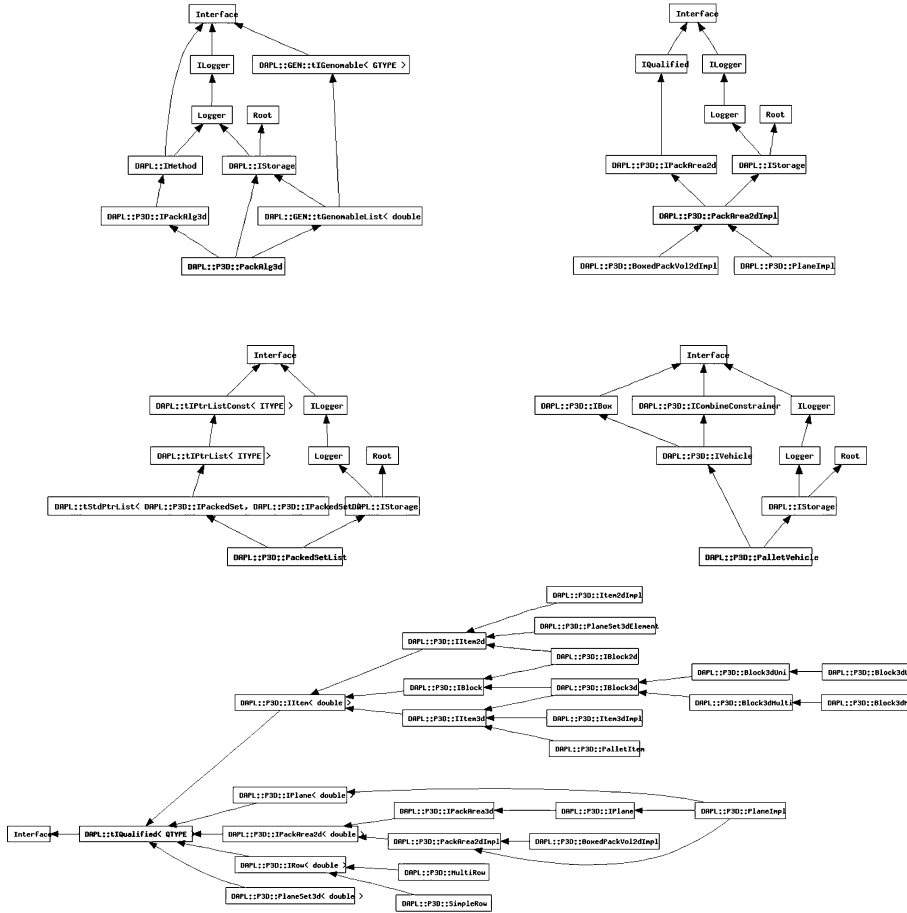 Interface
ILogger
DAPL::GEN::tIGenomable< GTYPE >
Logger
Root
DAPL::IMethod
DAPL::IStorage
DAPL::P3D::IPackAlg3d
DAPL::GEN::tGenomableList< double
DAPL::P3D::PackAlg3d
Interface
IQualified
ILogger
Logger
Root
DAPL::P3D::IPackArea2d
DAPL::IStorage
DAPL::P3D::PackArea2dImpl
DAPL::P3D::BoxedPackVol2dImpl
DAPL::P3D::PlaneImpl
Interface
DAPL::tIPtrListConst< ITYPE >
ILogger
DAPL::tIPtrList< ITYPE >
Logger
Root
DAPL::tStdPtrList< DAPL::P3D::IPackedSet, DAPL::P3D::IPackedSet
DAPL::IStorage
DAPL::P3D::PackedSetList
Interface
DAPL::P3D::IBox
DAPL::P3D::ICombineConstrainer
ILogger
DAPL::P3D::IVehicle
Logger
Root
DAPL::IStorage
DAPL::P3D::PalletVehicle
DAPL::P3D::Item2dImpl
DAPL::P3D::PlaneSet3dElement
DAPL::P3D::IItem2d
DAPL::P3D::IBlock2d
DAPL::P3D::Block3dUni
DAPL::P3D::Block3dU
DAPL::P3D::IBlock
DAPL::P3D::IBlock3d
DAPL::P3D::IItem< double >
DAPL::P3D::Block3dMulti
DAPL::P3D::Block3dM
DAPL::P3D::IItem3d
DAPL::P3D::Item3dImpl
DAPL::P3D::PalletItem
DAPL::P3D::IPlane< double >
DAPL::P3D::IPackArea3d
DAPL::P3D::IPlane
DAPL::P3D::PlaneImpl
Interface
DAPL::tIQualified< QTYPE >
DAPL::P3D::IPackArea2d< double >
DAPL::P3D::PackArea2dImpl
DAPL::P3D::BoxedPackVol2dImpl
DAPL::P3D::IRow< double >
DAPL::P3D::MultiRow
DAPL::P3D::PlaneSet3d< double >
DAPL::P3D::SimpleRow